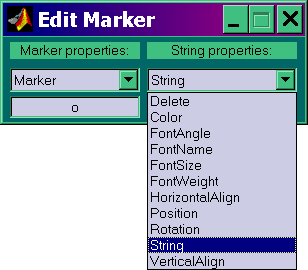 Edit Marker
Marker properties: String properties:
Marker String
o
Delete
Color
FontAngle
FontName
FontSize
FontWeight
HorizontalAlign
Position
Rotation
String
VerticalAlign